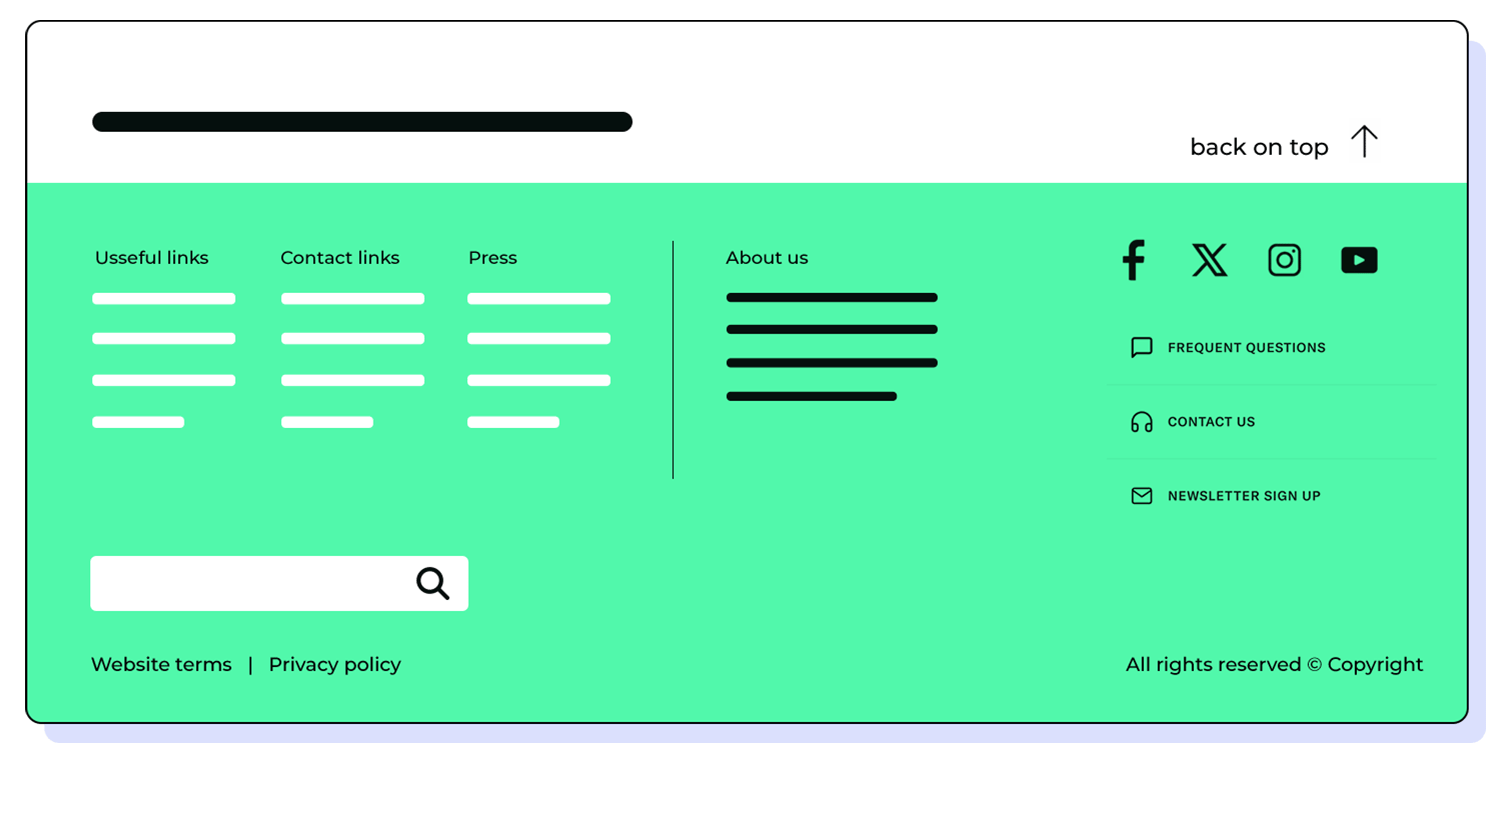 back on top
Usseful links
Contact links
Press
About us
FREQUENT QUESTIONS
CONTACT US
NEWSLETTER SIGN UP
Website terms | Privacy policy
All rights reserved © Copyright